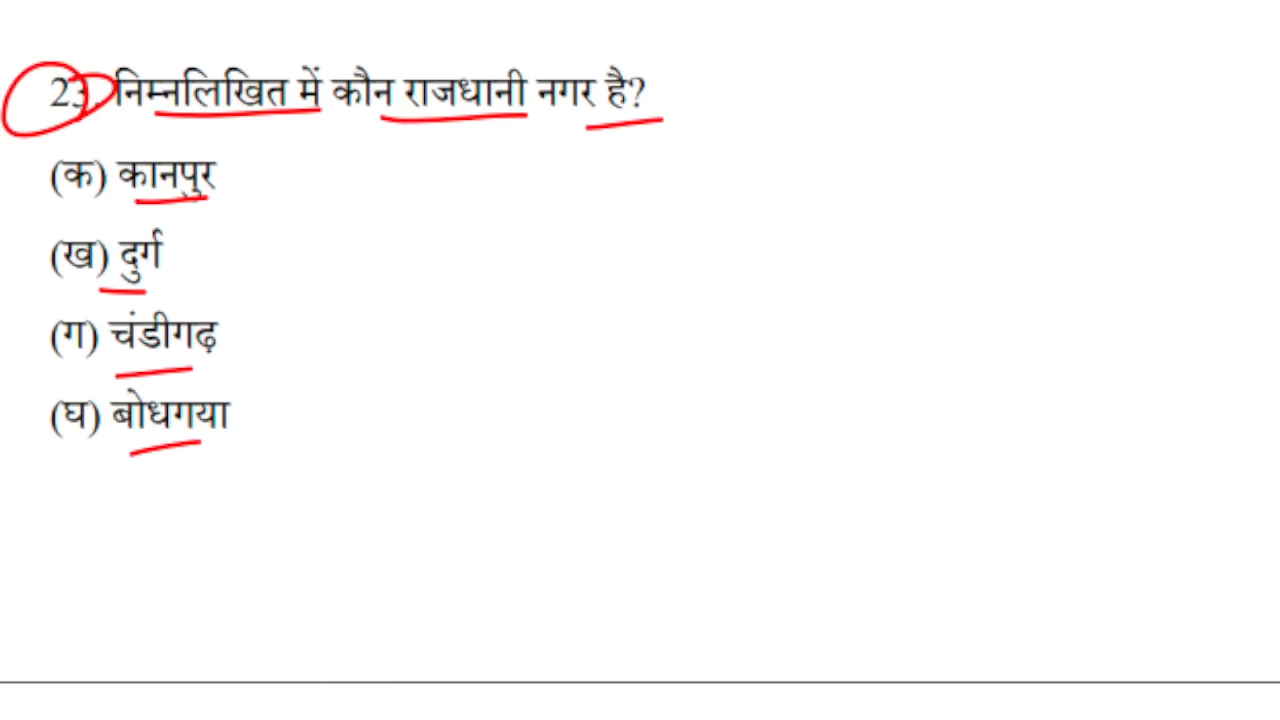 23. निम्नलिखित में कौन राजधानी नगर है?
(क) कानपुर
(ख) दुर्ग
(ग) चंडीगढ़
(घ) बोधगया